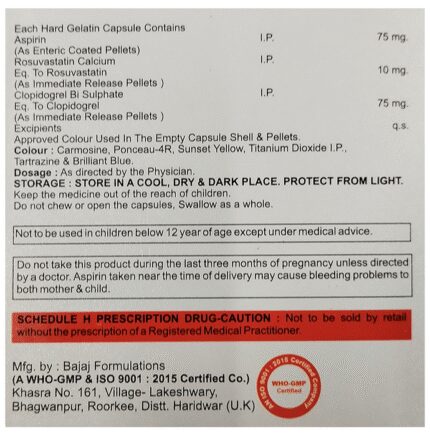 Each Hard Gelatin Capsule Contains
Aspirin I.P. 75 mg.
(As Enteric Coated Pellets)
Rosuvastatin Calcium I.P.
Eq. To Rosuvastatin 10 mg.
(As Immediate Release Pellets )
Clopidogrel Bi Sulphate I.P.
Eq. To Clopidogrel 75 mg.
(As Immediate Release Pellets )
Excipients q.s.
Approved Colour Used In The Empty Capsule Shell & Pellets.
Colour : Carmosine, Ponceau-4R, Sunset Yellow, Titanium Dioxide I.P.,
Tartrazine & Brilliant Blue.
Dosage : As directed by the Physician.
STORAGE : STORE IN A COOL, DRY & DARK PLACE. PROTECT FROM LIGHT.
Keep the medicine out of the reach of children.
Do not chew or open the capsules, Swallow as a whole.
Not to be used in children below 12 year of age except under medical advice.
Do not take this product during the last three months of pregnancy unless directed
by a doctor. Aspirin taken near the time of delivery may cause bleeding problems to
both mother & child.
SCHEDULE H PRESCRIPTION DRUG-CAUTION : Not to be sold by retail
without the prescription of a Registered Medical Practitioner.
Mfg. by : Bajaj Formulations
(A WHO-GMP & ISO 9001 : 2015 Certified Co.)
Khasra No. 161, Village- Lakeshwary,
Bhagwanpur, Roorkee, Distt. Haridwar (U.K)
AN ISO 9001 : 2015 Certified Company
WHO-GMP
Certified